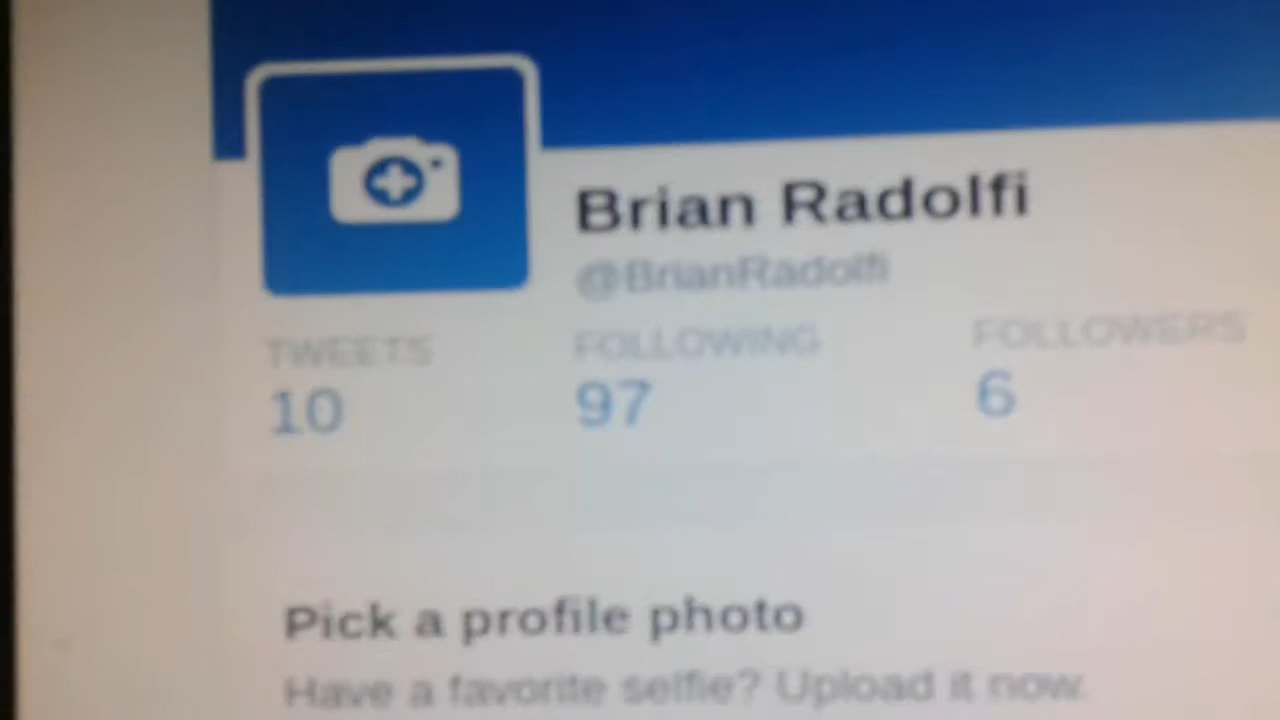 Brian Radolfi
@BrianRadolfi
TWEETS FOLLOWING FOLLOWERS
10 97 6
Pick a profile photo
Have a favorite selfie? Upload it now.